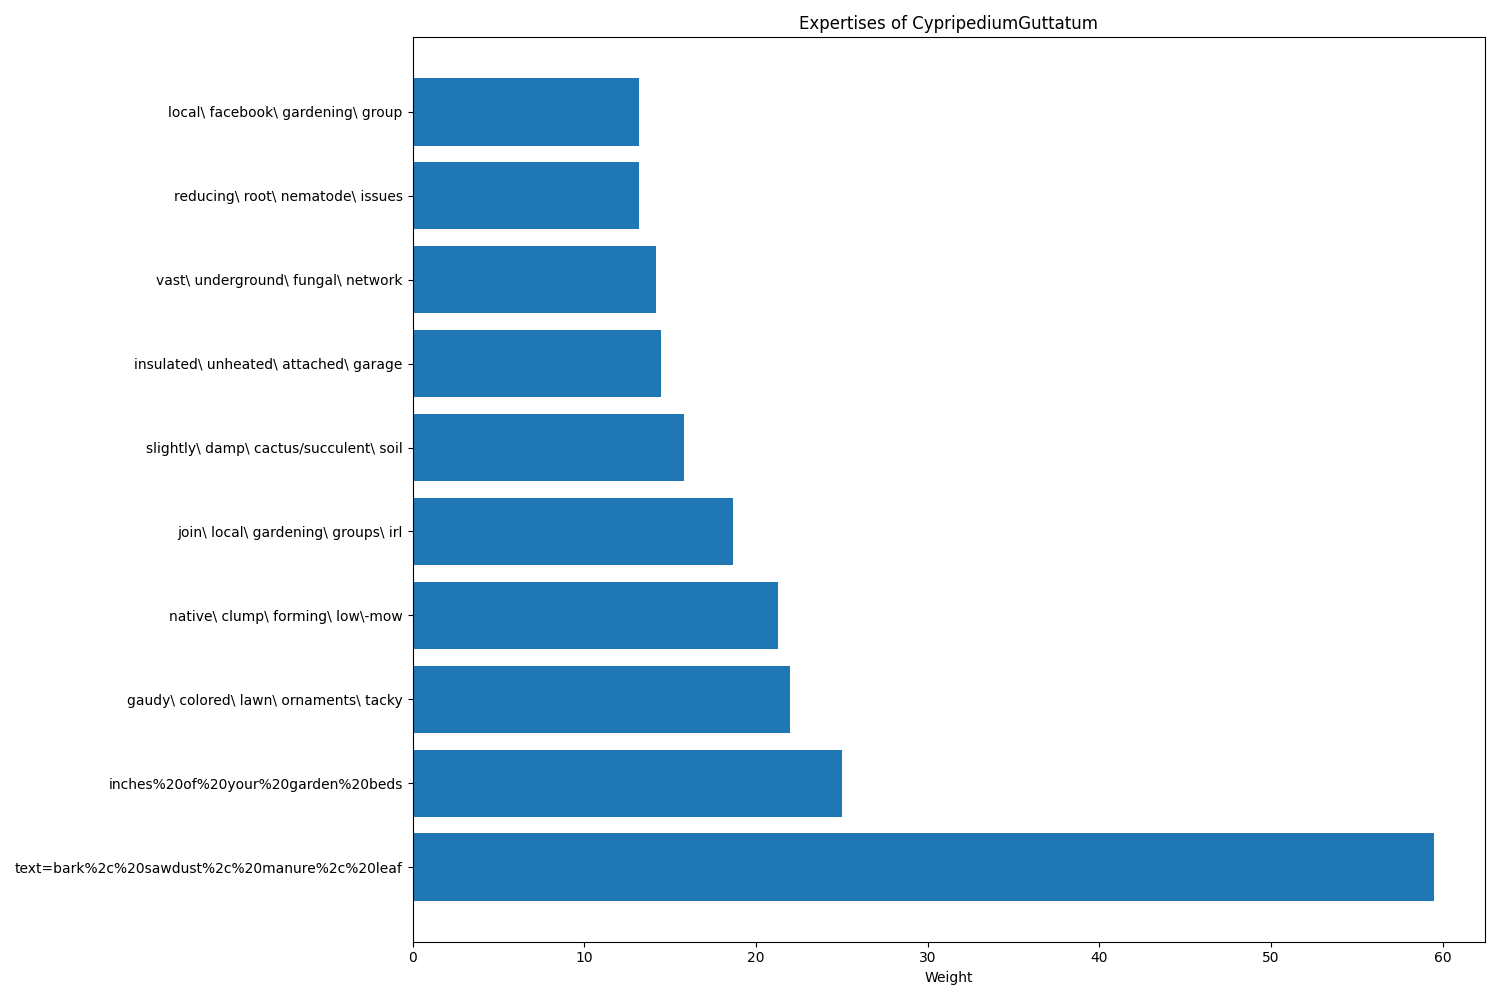 Expertises of CypripediumGuttatum
local\ facebook\ gardening\ group
reducing\ root\ nematode\ issues
vast\ underground\ fungal\ network
insulated\ unheated\ attached\ garage
slightly\ damp\ cactus/succulent\ soil
join\ local\ gardening\ groups\ irl
native\ clump\ forming\ low\-mow
gaudy\ colored\ lawn\ ornaments\ tacky
inches%20of%20your%20garden%20beds
text=bark%2c%20sawdust%2c%20manure%2c%20leaf
0 10 20 30 40 50 60
Weight